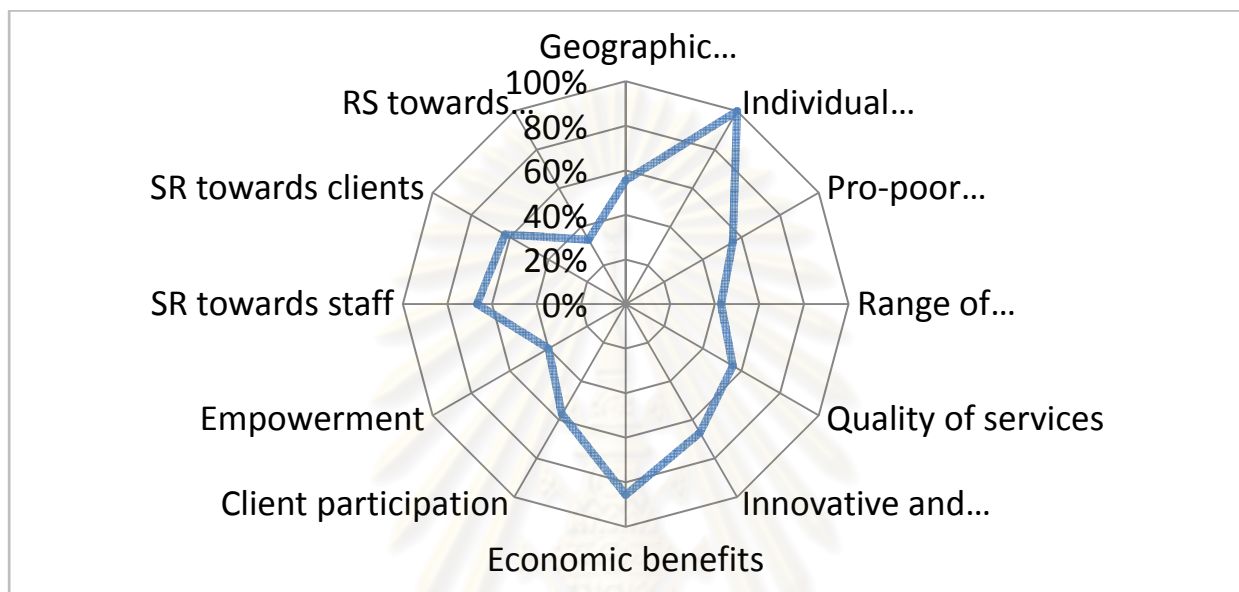 Geographic…
100%
RS towards…
Individual…
80%
60%
SR towards clients
Pro-poor…
40%
20%
SR towards staff
0%
Range of…
Empowerment
Quality of services
Client participation
Innovative and…
Economic benefits